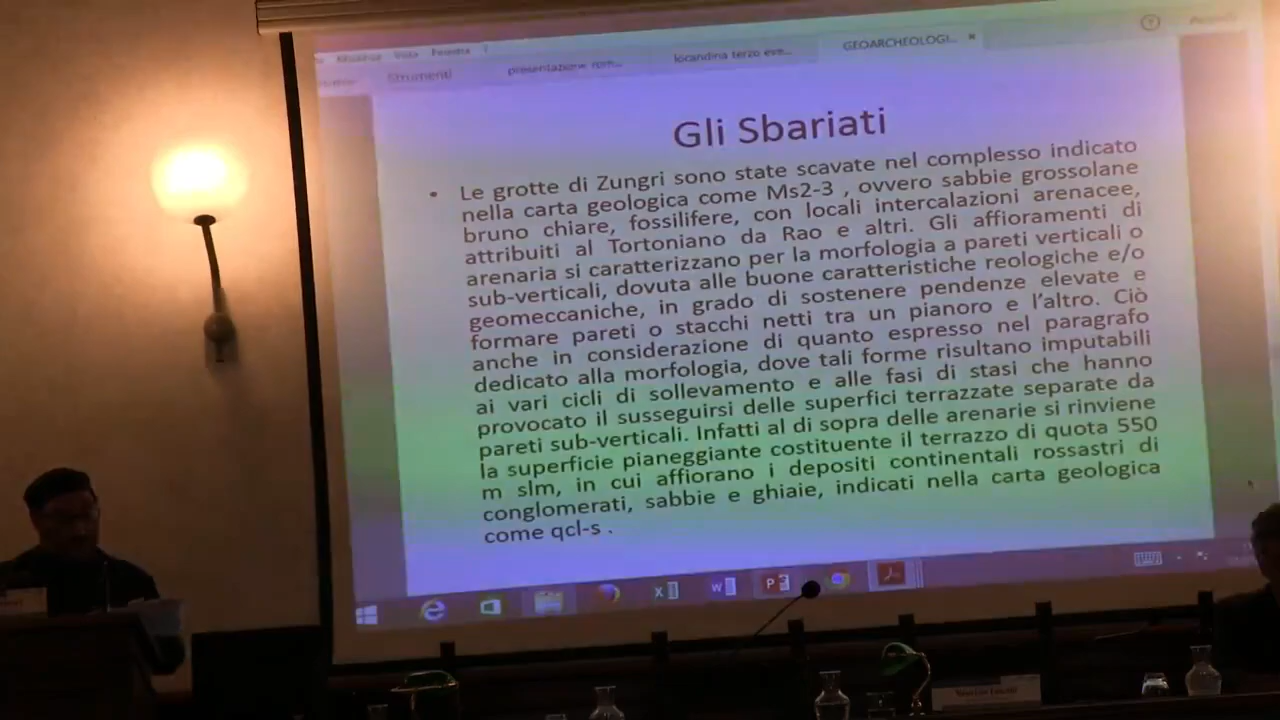 Vista Finestra ?
Strumenti presentazione rom... locandina terzo eve... GEOARCHEOLOGI... ×
Gli Sbariati
• Le grotte di Zungri sono state scavate nel complesso indicato
nella carta geologica come Ms2-3 , ovvero sabbie grossolane
bruno chiare, fossilifere, con locali intercalazioni arenacee,
attribuiti al Tortoniano da Rao e altri. Gli affioramenti di
arenaria si caratterizzano per la morfologia a pareti verticali o
sub-verticali, dovuta alle buone caratteristiche reologiche e/o
geomeccaniche, in grado di sostenere pendenze elevate e
formare pareti o stacchi netti tra un pianoro e l'altro. Ciò
anche in considerazione di quanto espresso nel paragrafo
dedicato alla morfologia, dove tali forme risultano imputabili
ai vari cicli di sollevamento e alle fasi di stasi che hanno
provocato il susseguirsi delle superfici terrazzate separate da
pareti sub-verticali. Infatti al di sopra delle arenarie si rinviene
la superficie pianeggiante costituente il terrazzo di quota 550
m slm, in cui affiorano i depositi continentali rossastri di
conglomerati, sabbie e ghiaie, indicati nella carta geologica
come qcl-s .